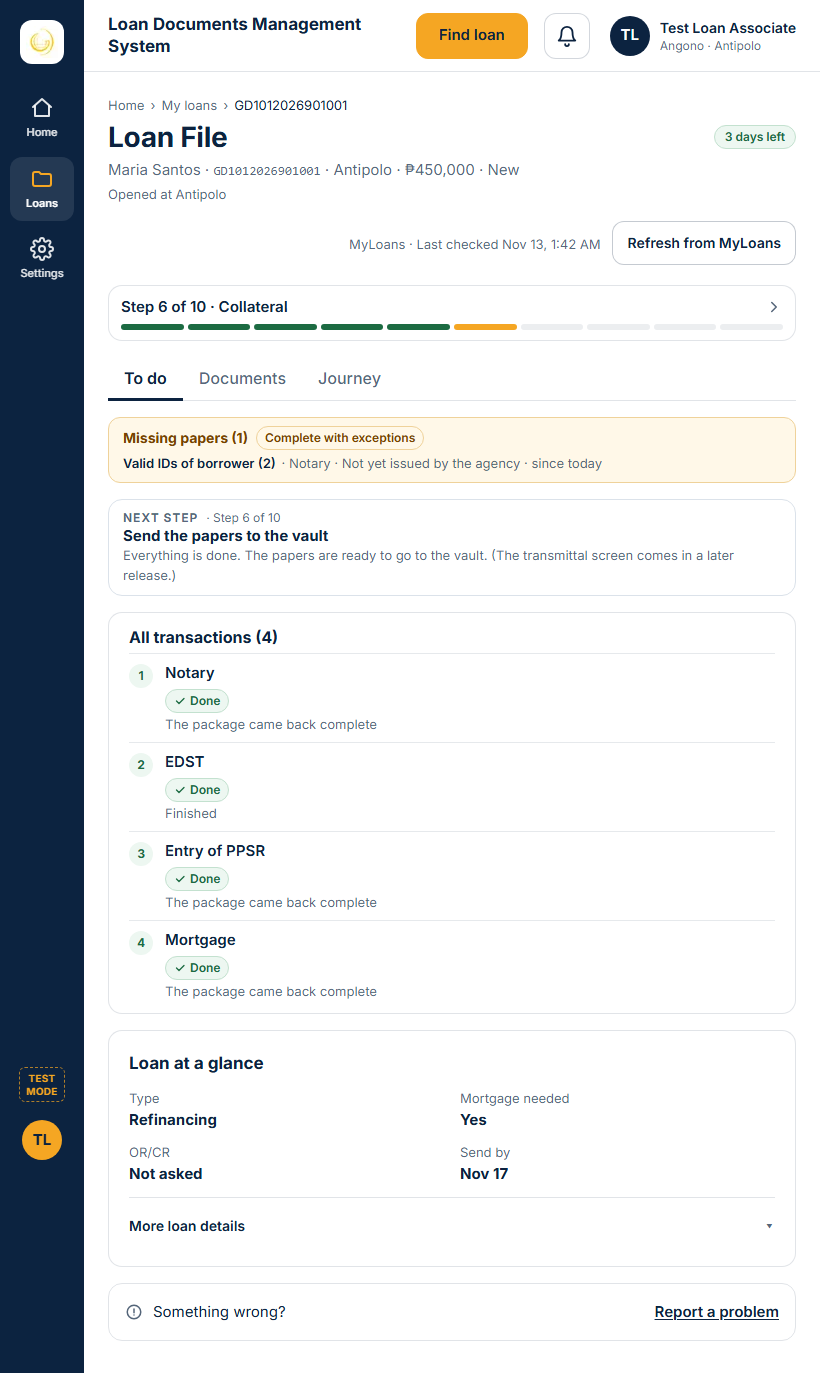 Loan Documents Management
System
Find loan
TL
Test Loan Associate
Angono · Antipolo
Home
Loans
Settings
TEST
MODE
TL
Home › My loans › GD1012026901001
Loan File
3 days left
Maria Santos · GD1012026901001 · Antipolo · ₱450,000 · New
Opened at Antipolo
MyLoans · Last checked Nov 13, 1:42 AM
Refresh from MyLoans
Step 6 of 10 · Collateral
To do
Documents
Journey
Missing papers (1)
Complete with exceptions
Valid IDs of borrower (2) · Notary · Not yet issued by the agency · since today
NEXT STEP · Step 6 of 10
Send the papers to the vault
Everything is done. The papers are ready to go to the vault. (The transmittal screen comes in a later
release.)
All transactions (4)
1 Notary
Done
The package came back complete
2 EDST
Done
Finished
3 Entry of PPSR
Done
The package came back complete
4 Mortgage
Done
The package came back complete
Loan at a glance
Type
Refinancing
Mortgage needed
Yes
OR/CR
Not asked
Send by
Nov 17
More loan details
Something wrong?
Report a problem